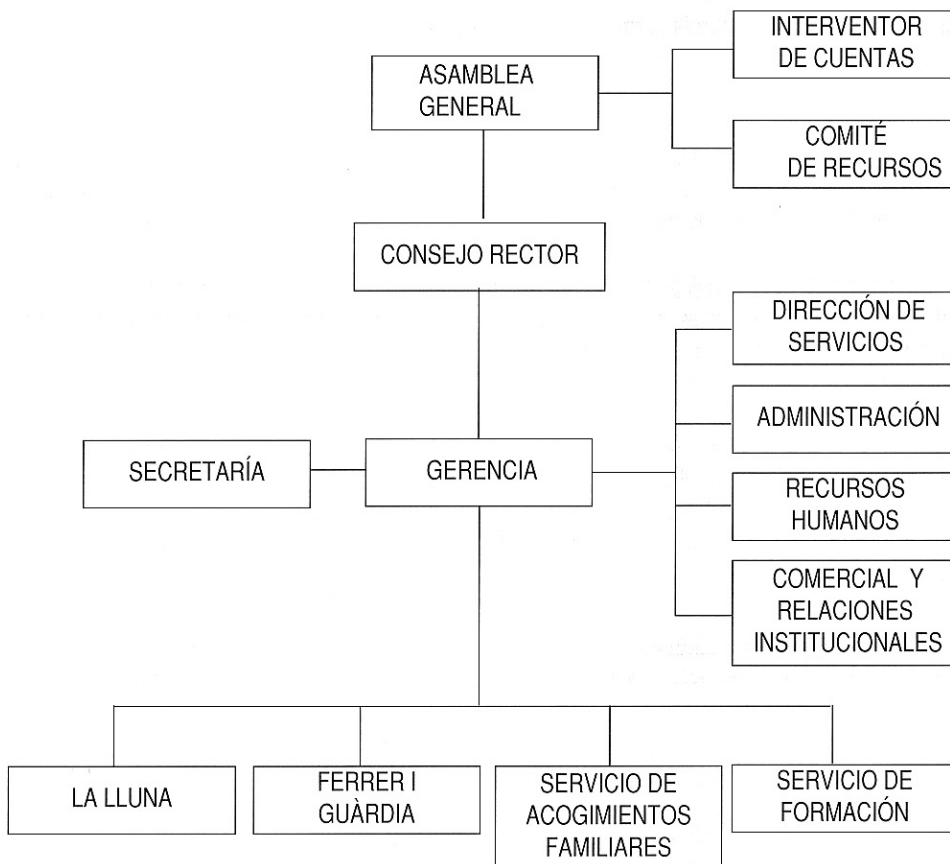 INTERVENTOR
DE CUENTAS
ASAMBLEA
GENERAL
COMITÉ
DE RECURSOS
CONSEJO RECTOR
DIRECCIÓN DE
SERVICIOS
ADMINISTRACIÓN
SECRETARÍA
GERENCIA
RECURSOS
HUMANOS
COMERCIAL Y
RELACIONES
INSTITUCIONALES
LA LLUNA
FERRER I
GUÀRDIA
SERVICIO DE
ACOGIMIENTOS
FAMILIARES
SERVICIO DE
FORMACIÓN